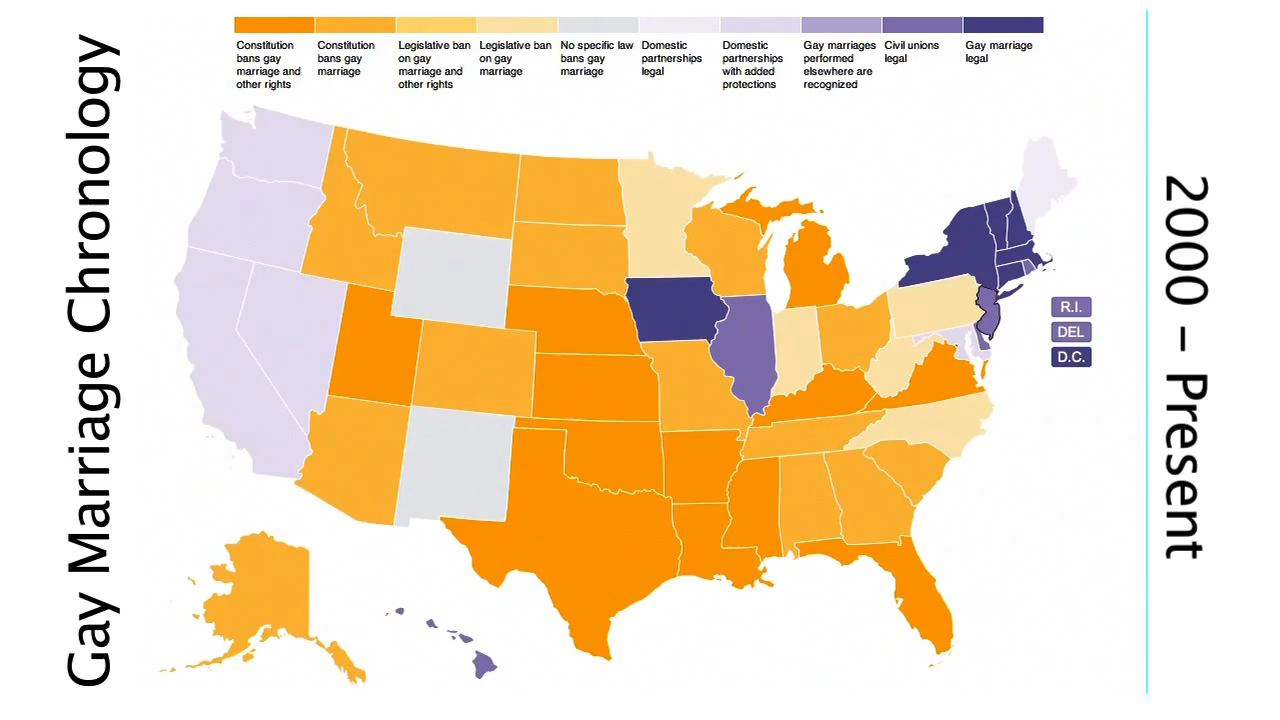 Gay Marriage Chronology
Constitution
bans gay
marriage and
other rights
Constitution
bans gay
marriage
Legislative ban
on gay
marriage and
other rights
Legislative ban
on gay
marriage
No specific law
bans gay
marriage
Domestic
partnerships
legal
Domestic
partnerships
with added
protections
Gay marriages
performed
elsewhere are
recognized
Civil unions
legal
Gay marriage
legal
R.I.
DEL
D.C.
2000 – Present